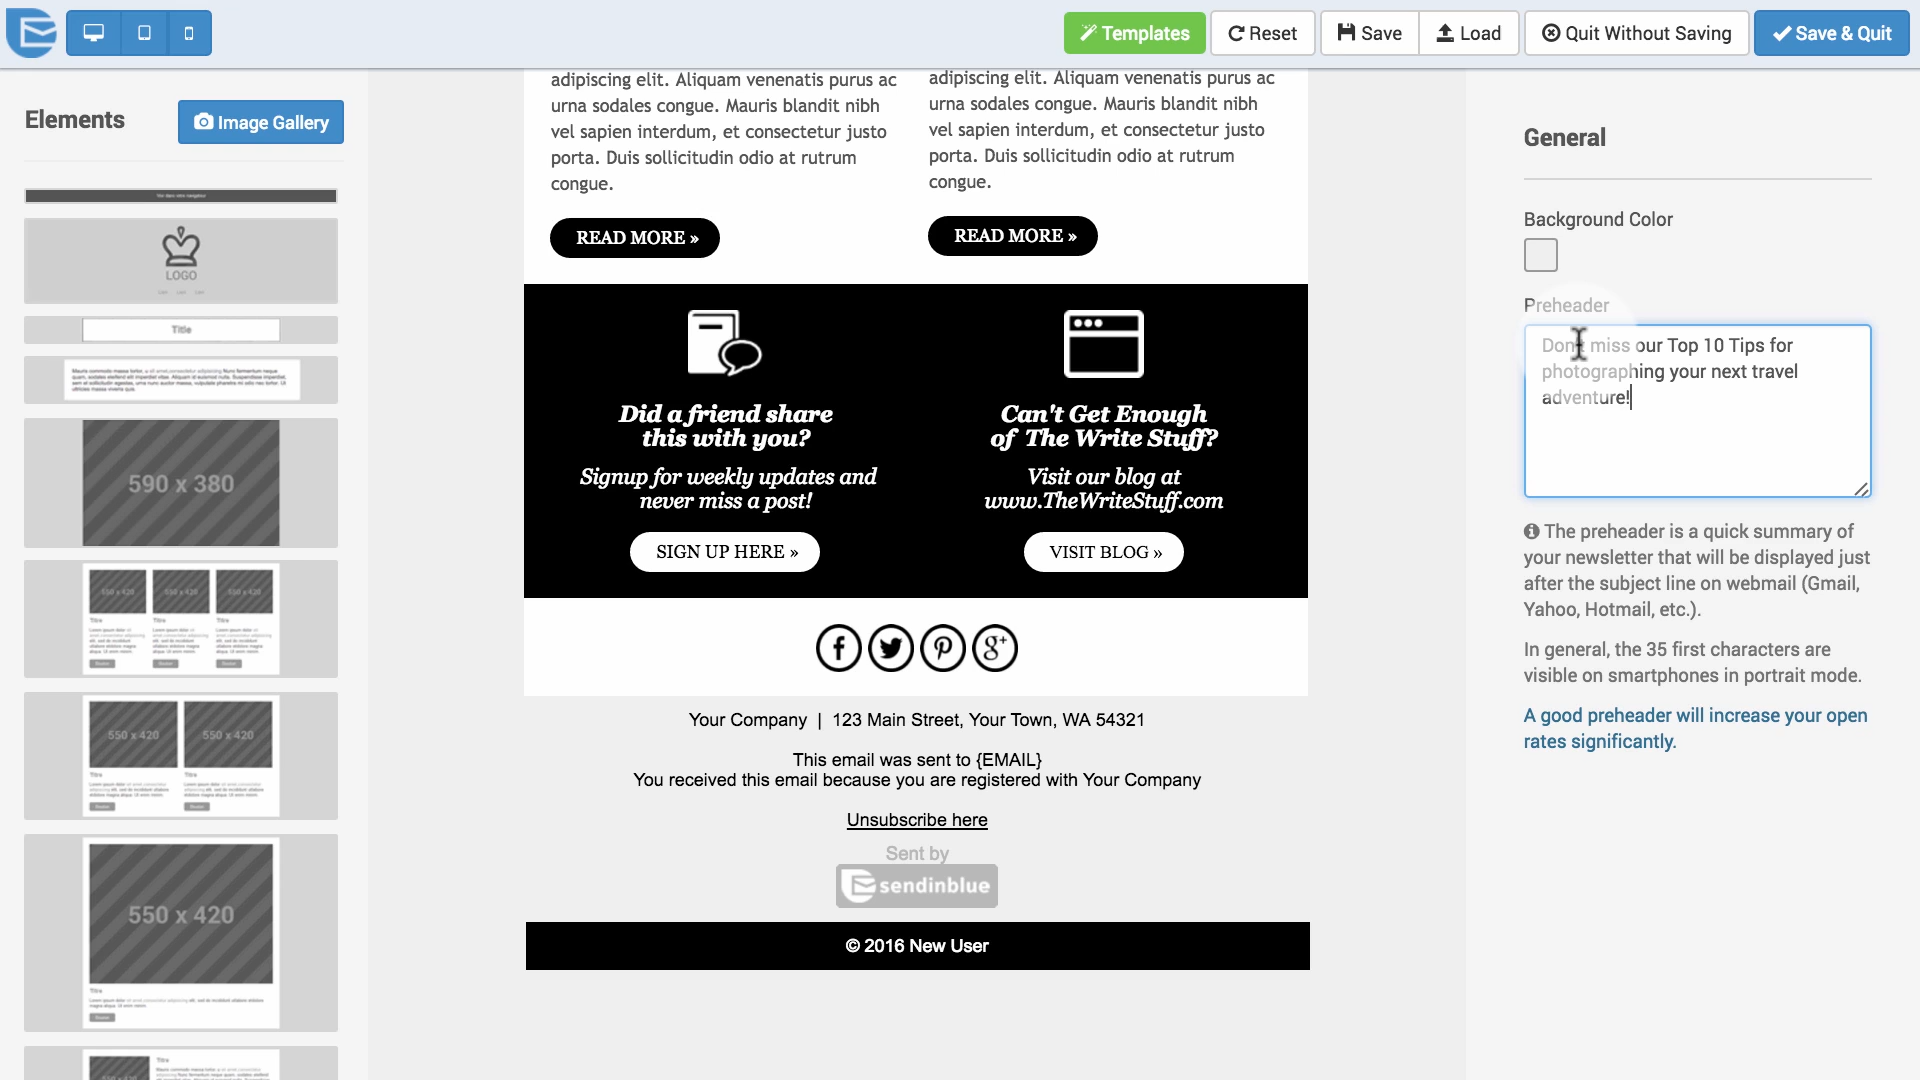 Templates
Reset
Save
Load
Quit Without Saving
Save & Quit
Elements
Image Gallery
LOGO
Title
590 x 380
550 x 420
550 x 420
550 x 420
adipiscing elit. Aliquam venenatis purus ac
urna sodales congue. Mauris blandit nibh
vel sapien interdum, et consectetur justo
porta. Duis sollicitudin odio at rutrum
congue.
READ MORE »
adipiscing elit. Aliquam venenatis purus ac
urna sodales congue. Mauris blandit nibh
vel sapien interdum, et consectetur justo
porta. Duis sollicitudin odio at rutrum
congue.
READ MORE »
Did a friend share
this with you?
Signup for weekly updates and
never miss a post!
SIGN UP HERE »
Can't Get Enough
of The Write Stuff?
Visit our blog at
www.TheWriteStuff.com
VISIT BLOG »
Your Company | 123 Main Street, Your Town, WA 54321
This email was sent to {EMAIL}
You received this email because you are registered with Your Company
Unsubscribe here
Sent by
sendinblue
© 2016 New User
General
Background Color
Preheader
Don't miss our Top 10 Tips for
photographing your next travel
adventure!
The preheader is a quick summary of
your newsletter that will be displayed just
after the subject line on webmail (Gmail,
Yahoo, Hotmail, etc.).
In general, the 35 first characters are
visible on smartphones in portrait mode.
A good preheader will increase your open
rates significantly.